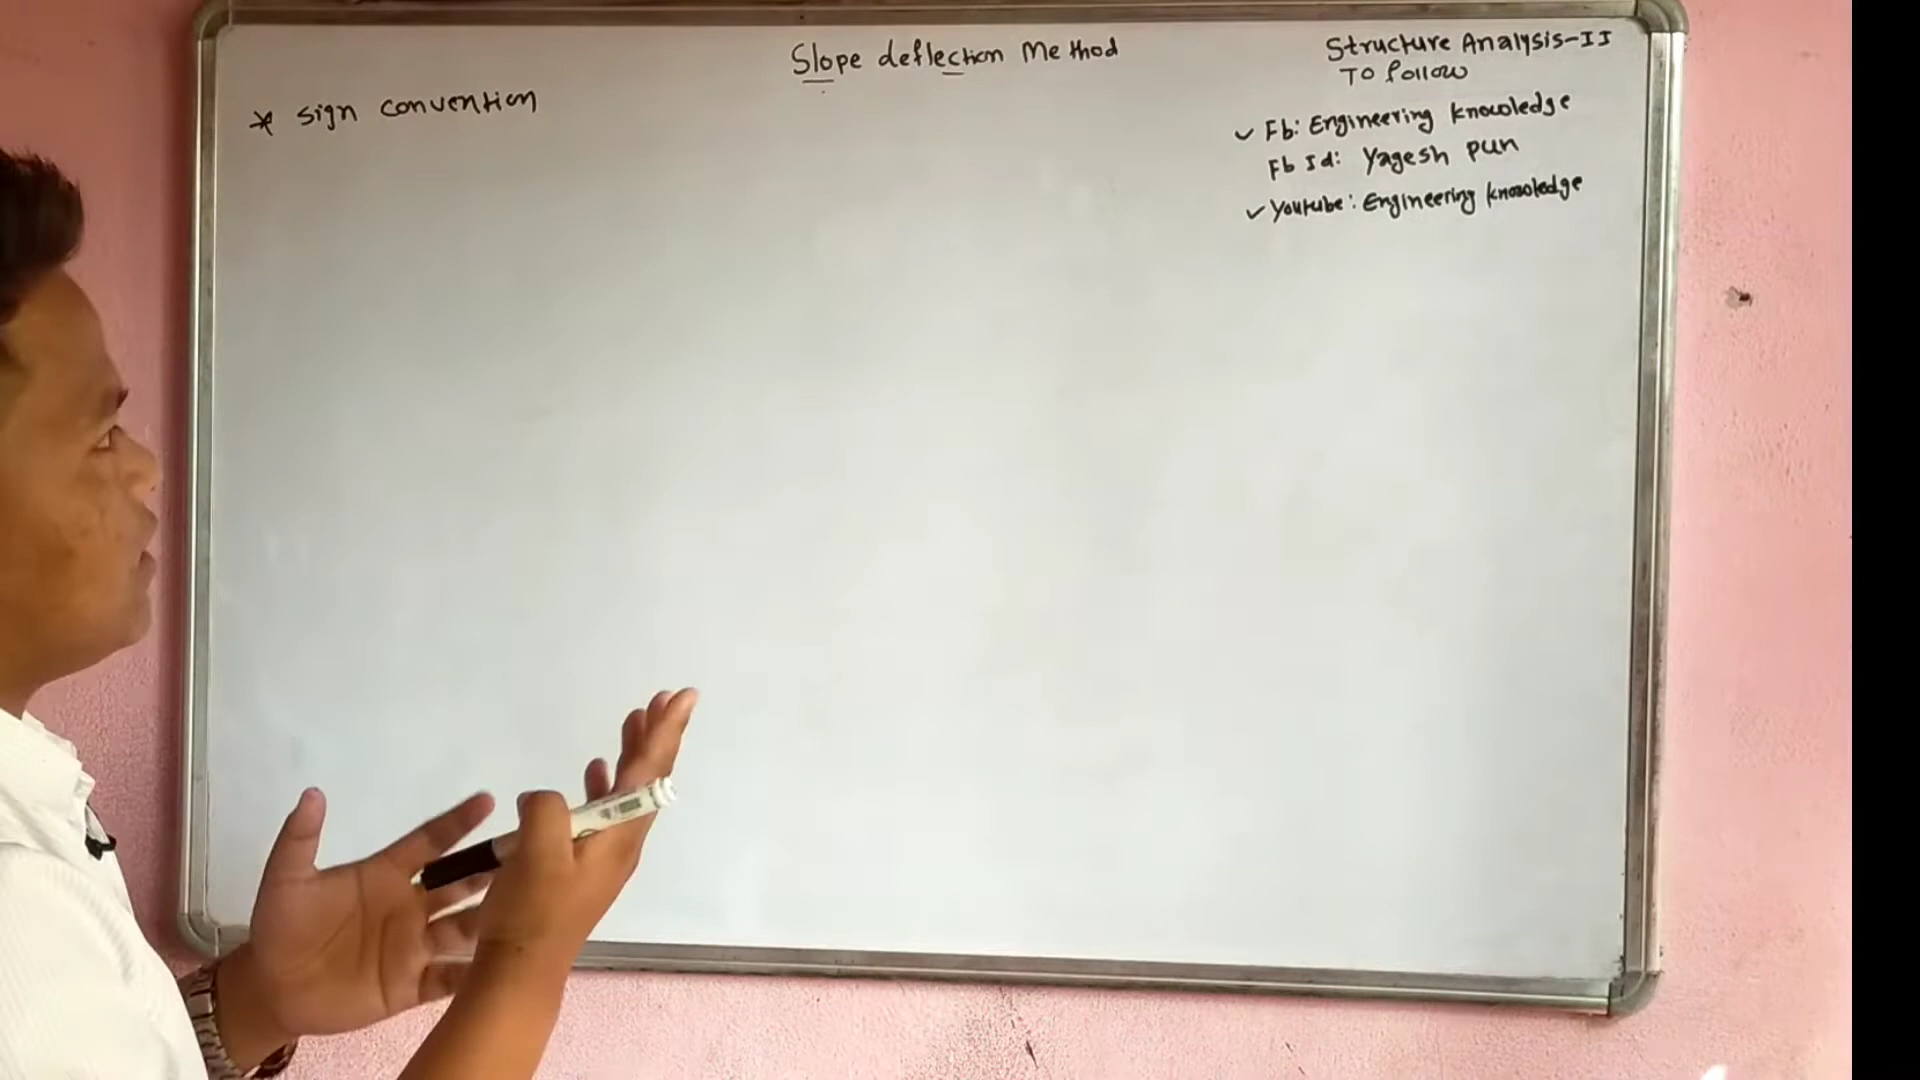 Slope deflection Method
Structure Analysis-II
To follow
* sign convention
✓ Fb: Engineering knowledge
Fb Id: Yagesh pun
✓ Youtube: Engineering knowledge